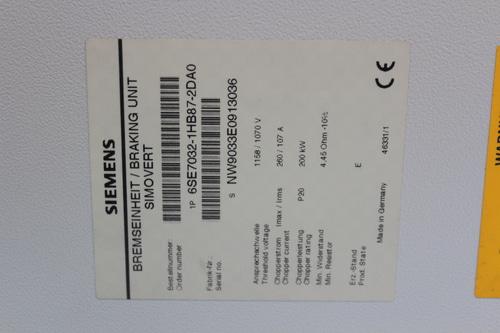 SIEMENS
BREMSEINHEIT / BRAKING UNIT
SIMOVERT
Bestellnummer
Order number
1P 6SE7032-1HB87-2DA0
Fabrik-Nr.
Serial no.
S NW9033E0913036
Ansprechschwelle 1158 / 1070 V
Threshold voltage
Chopperstrom Imax / Irms 260 / 107 A
Chopper current
Chopperleistung P20 200 kW
Chopper rating
Min. Widerstand 4,45 Ohm -10%
Min. Resistor
Erz.-Stand E
Prod. State
Made in Germany 46331/1
CE